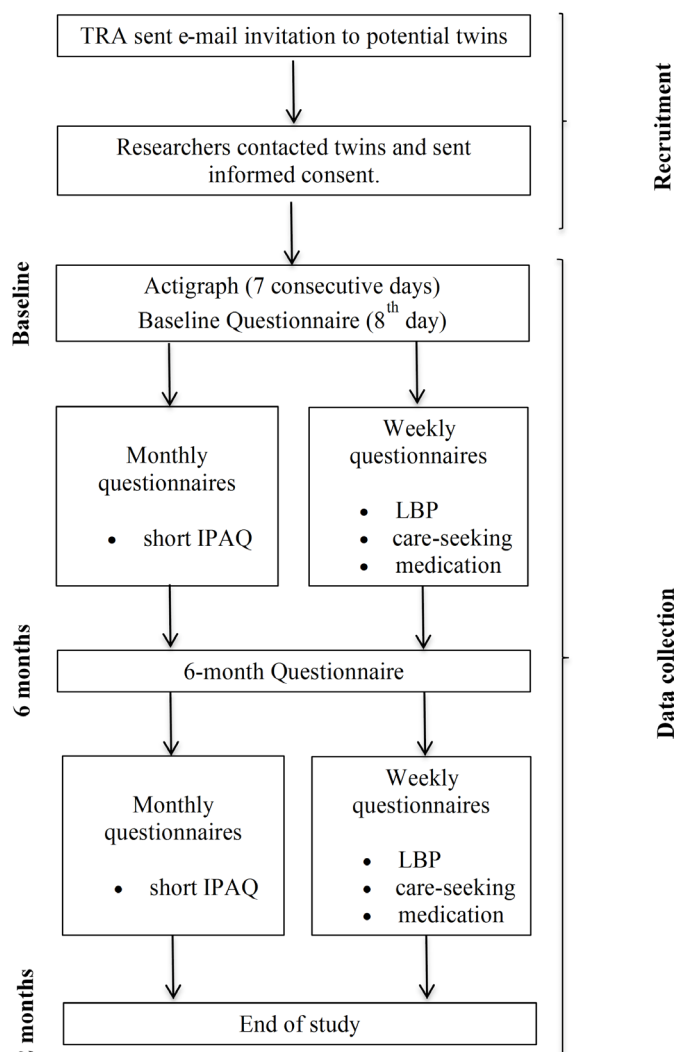 TRA sent e-mail invitation to potential twins
Recruitment
Researchers contacted twins and sent
informed consent.
Baseline
Actigraph (7 consecutive days)
Baseline Questionnaire (8th day)
Monthly
questionnaires
• short IPAQ
Weekly
questionnaires
• LBP
• care-seeking
• medication
Data collection
6 months
6-month Questionnaire
Monthly
questionnaires
• short IPAQ
Weekly
questionnaires
• LBP
• care-seeking
• medication
months
End of study